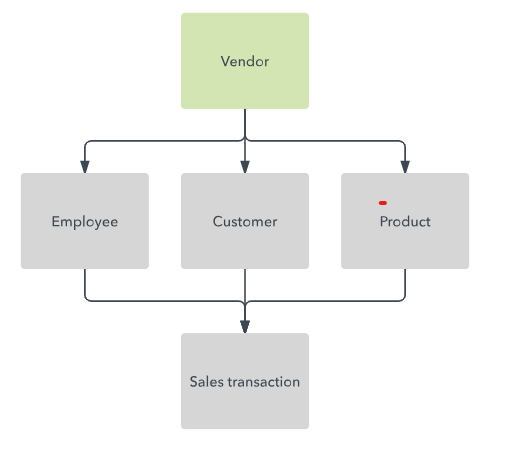 Vendor
Employee
Customer
Product
Sales transaction